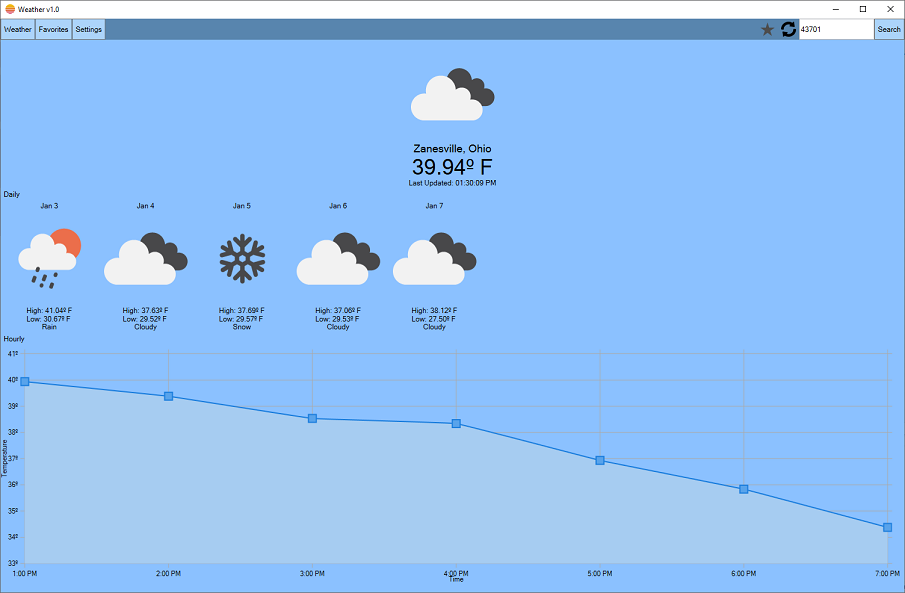 Weather v1.0
Weather Favorites Settings 43701 Search
Zanesville, Ohio
39.94º F
Last Updated: 01:30:09 PM
Daily
Jan 3 Jan 4 Jan 5 Jan 6 Jan 7
High: 41.04º F High: 37.63º F High: 37.69º F High: 37.06º F High: 38.12º F
Low: 30.67º F Low: 29.52º F Low: 29.57º F Low: 29.53º F Low: 27.50º F
Rain Cloudy Snow Cloudy Cloudy
Hourly
41º
40º
39º
38º
37º
36º
35º
34º
33º
Temperature
1:00 PM 2:00 PM 3:00 PM 4:00 PM 5:00 PM 6:00 PM 7:00 PM
Time